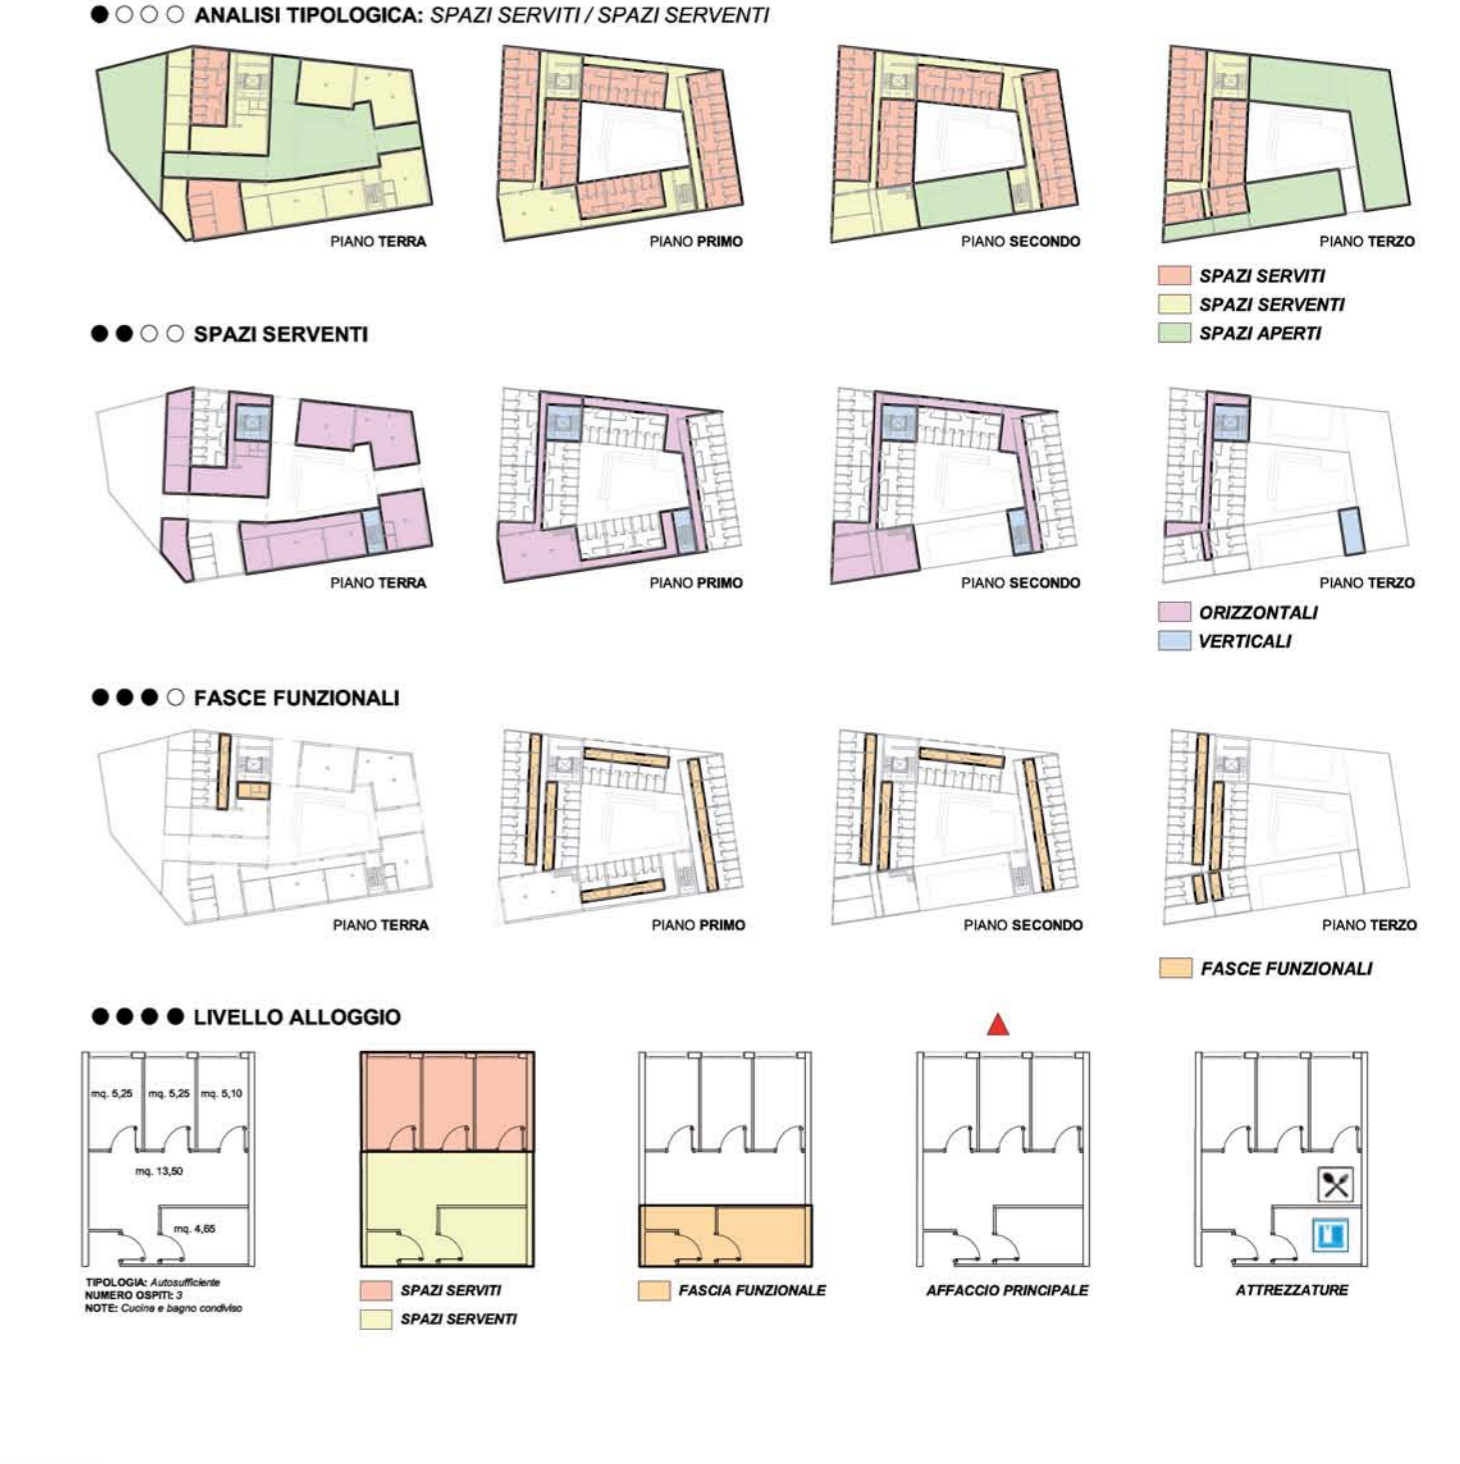 ANALISI TIPOLOGICA: SPAZI SERVITI / SPAZI SERVENTI
PIANO TERRA
PIANO PRIMO
PIANO SECONDO
PIANO TERZO
SPAZI SERVITI
SPAZI SERVENTI
SPAZI APERTI
SPAZI SERVENTI
PIANO TERRA
PIANO PRIMO
PIANO SECONDO
PIANO TERZO
ORIZZONTALI
VERTICALI
FASCE FUNZIONALI
PIANO TERRA
PIANO PRIMO
PIANO SECONDO
PIANO TERZO
FASCE FUNZIONALI
LIVELLO ALLOGGIO
mq. 5,25
mq. 5,25
mq. 5,10
mq. 13,50
mq. 4,65
TIPOLOGIA: Autosufficiente
NUMERO OSPITI: 3
NOTE: Cucina e bagno condiviso
SPAZI SERVITI
SPAZI SERVENTI
FASCIA FUNZIONALE
AFFACCIO PRINCIPALE
ATTREZZATURE